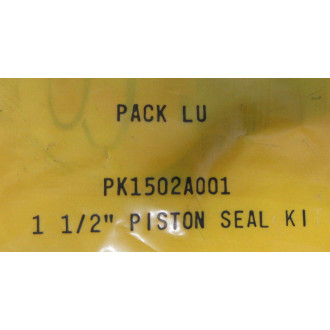 PACK LU
PK1502A001
1 1/2" PISTON SEAL KI